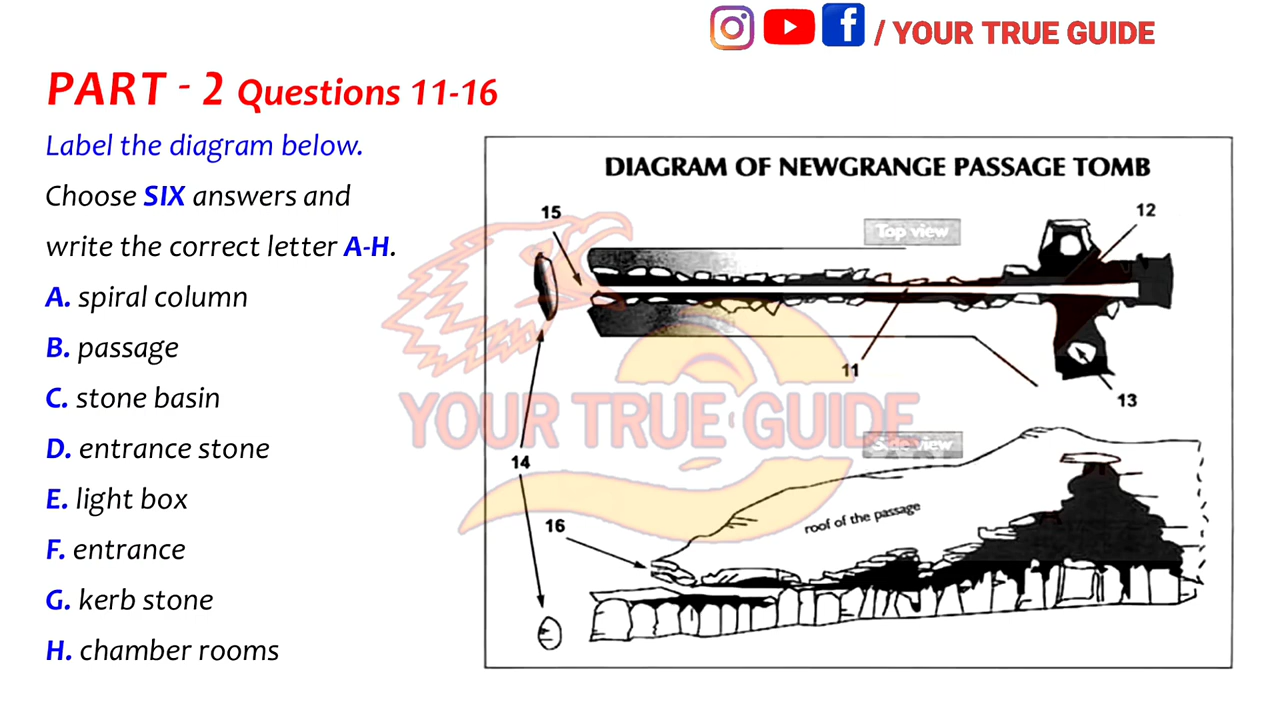 / YOUR TRUE GUIDE
PART - 2 Questions 11-16
Label the diagram below.
Choose SIX answers and
write the correct letter A-H.
A. spiral column
B. passage
C. stone basin
D. entrance stone
E. light box
F. entrance
G. kerb stone
H. chamber rooms
DIAGRAM OF NEWGRANGE PASSAGE TOMB
15
12
Top view
11
13
YOUR TRUE GUIDE
Side view
14
16
roof of the passage